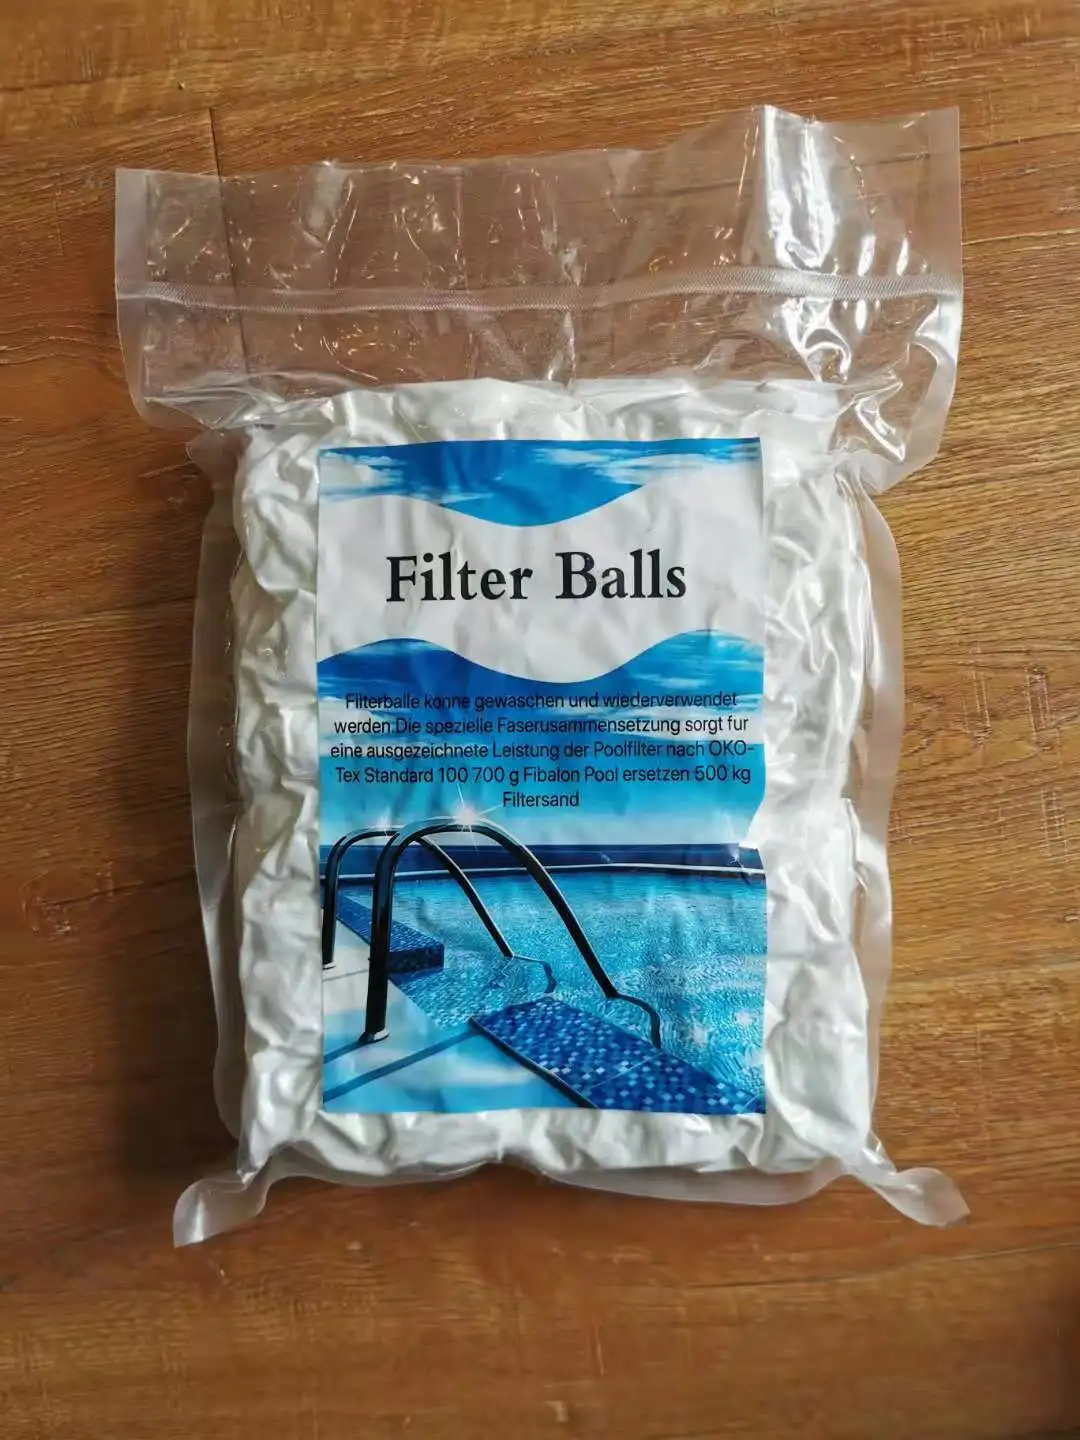 Filter Balls
Filterballe konne gewaschen und wiederverwendet
werden.Die spezielle Faserusammensetzung sorgt fur
eine ausgezeichnete Leistung der Poolfilter nach OKO-
Tex Standard 100 700 g Fibalon Pool ersetzen 500 kg
Filtersand